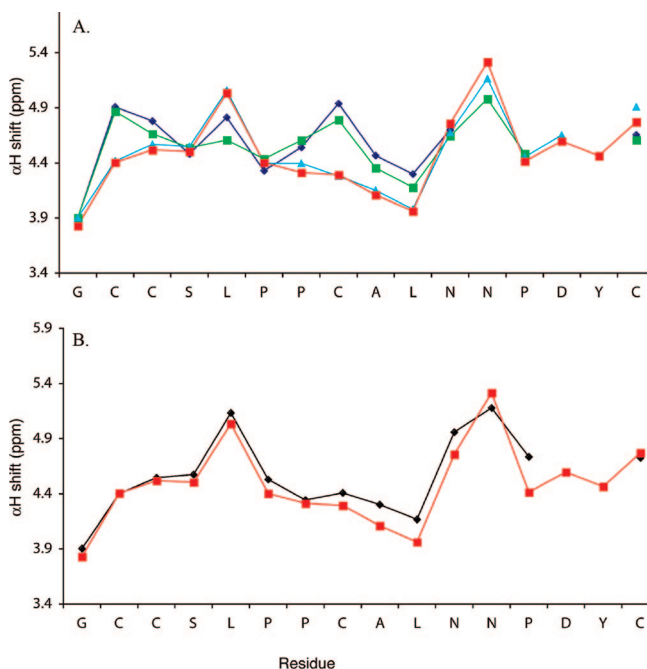 A.
αH shift (ppm)
5.4
4.9
4.4
3.9
3.4
G C C S L P P C A L N N P D Y C
B.
αH shift (ppm)
5.9
5.4
4.9
4.4
3.9
3.4
G C C S L P P C A L N N P D Y C
Residue